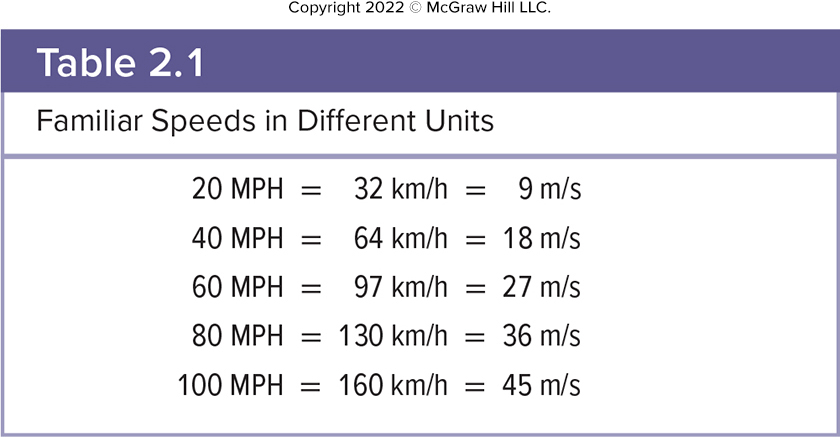 Copyright 2022 © McGraw Hill LLC.
Table 2.1
Familiar Speeds in Different Units
20 MPH = 32 km/h = 9 m/s
40 MPH = 64 km/h = 18 m/s
60 MPH = 97 km/h = 27 m/s
80 MPH = 130 km/h = 36 m/s
100 MPH = 160 km/h = 45 m/s